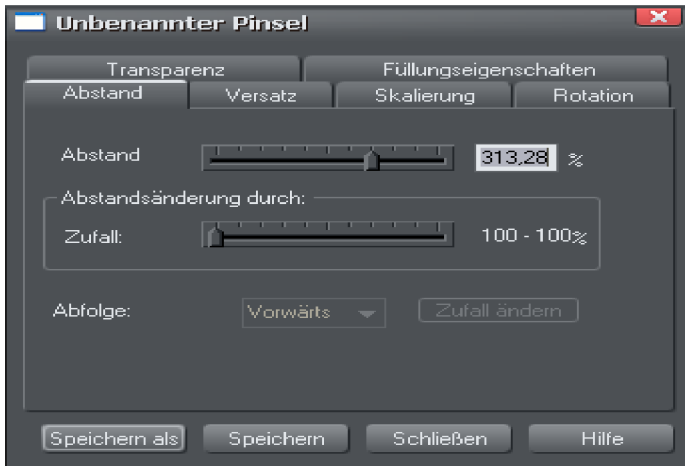 Unbenannter Pinsel
Transparenz Füllungseigenschaften
Abstand Versatz Skalierung Rotation
Abstand 313,28 %
Abstandsänderung durch:
Zufall: 100 - 100%
Abfolge: Vorwärts Zufall ändern
Speichern als Speichern Schließen Hilfe